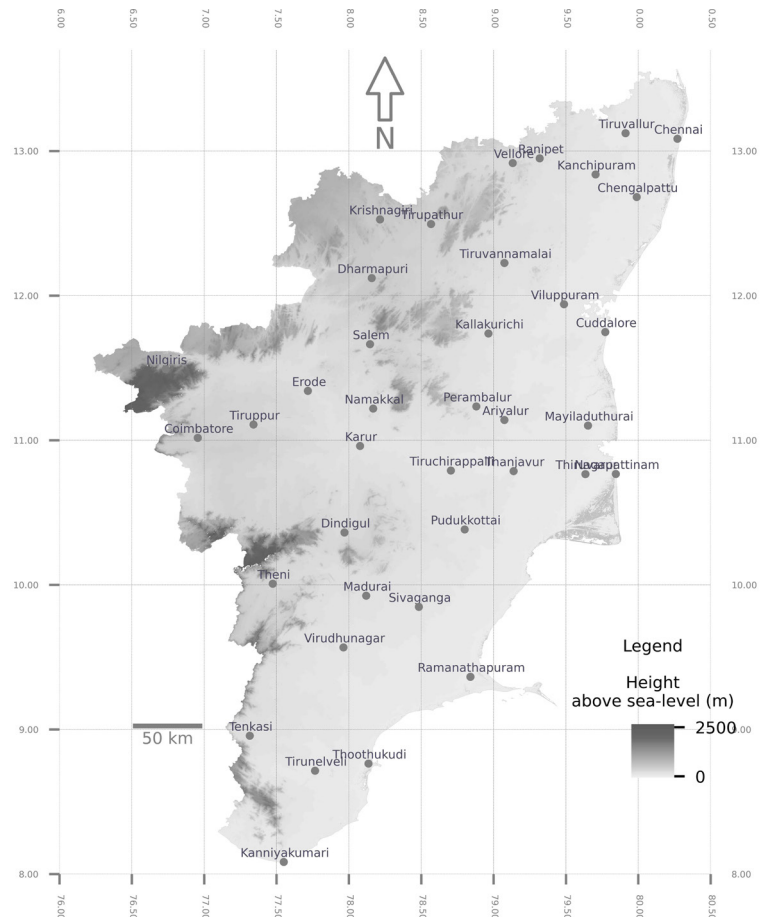 6.00 6.50 7.00 7.50 8.00 8.50 9.00 9.50 0.00 0.50
N
Tiruvallur
Chennai
13.00
13.00
Ranipet
Vellore
Kanchipuram
Chengalpattu
Krishnagiri
Tirupathur
Tiruvannamalai
Dharmapuri
12.00
Viluppuram
Kallakurichi
Cuddalore
Salem
Nilgiris
Erode
Namakkal
Perambalur
Ariyalur
Tiruppur
Mayiladuthurai
Coimbatore
11.00
Karur
Tiruchirappalli
Thanjavur
Nagapattinam
Pudukkottai
Dindigul
Theni
10.00
Madurai
Sivaganga
Virudhunagar
Legend
Ramanathapuram
Height
above sea-level (m)
Tenkasi
9.00
2500
.00
50 km
Thoothukudi
Tirunelveli
0
Kanniyakumari
8.00
8.00
76.00 76.50 77.00 77.50 78.00 78.50 79.00 79.50 80.00 80.50